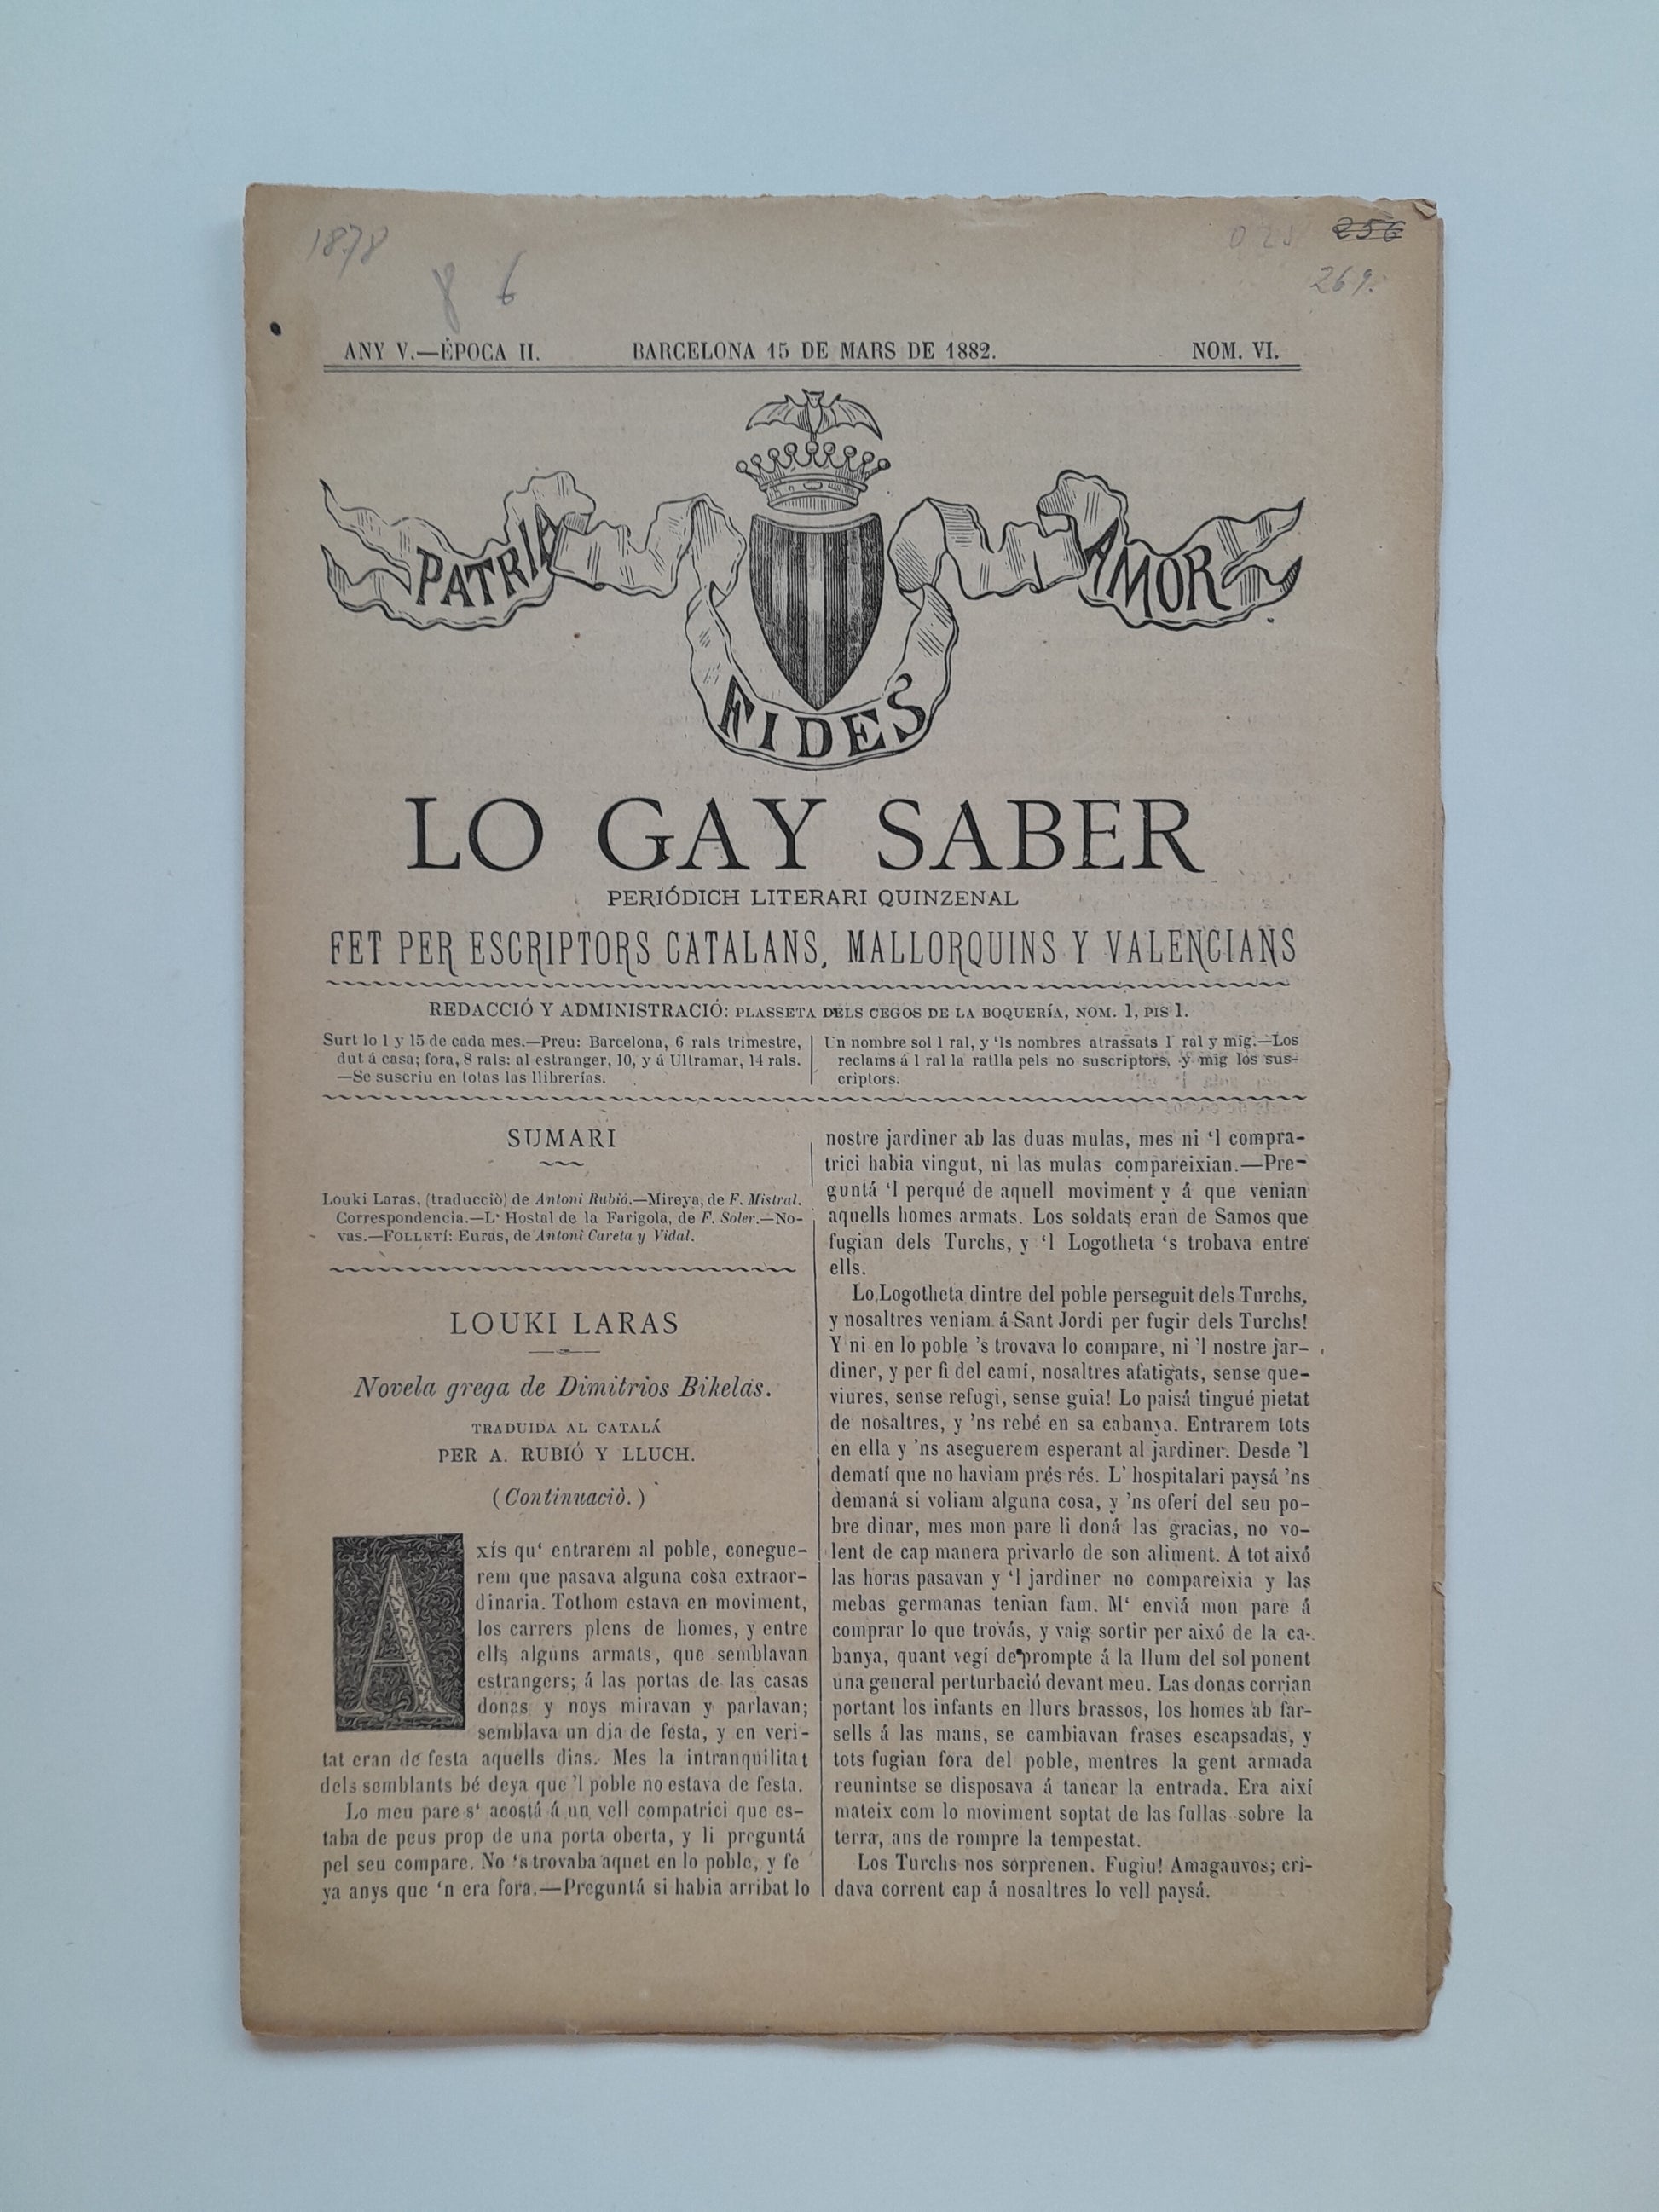 1878
8 6
256
269.
ANY V.—ÉPOCA II.
BARCELONA 15 DE MARS DE 1882.
NOM. VI.
PATRIA
AMOR
FIDES
LO GAY SABER
PERIÓDICH LITERARI QUINZENAL
FET PER ESCRIPTORS CATALANS, MALLORQUINS Y VALENCIANS
REDACCIÓ Y ADMINISTRACIÓ: PLASSETA DELS CEGOS DE LA BOQUERÍA, NOM. 1, PIS 1.
Surt lo 1 y 15 de cada mes.—Preu: Barcelona, 6 rals trimestre,
dut á casa; fora, 8 rals: al estranger, 10, y á Ultramar, 14 rals.
—Se suscriu en totas las llibrerías.
Un nombre sol 1 ral, y ‘ls nombres atrassats 1 ral y mig.—Los
reclams á 1 ral la ratlla pels no suscriptors, y mig los sus-
criptors.
SUMARI
Louki Laras, (traducció) de Antoni Rubió.—Mireya, de F. Mistral.
Correspondencia.—L‘ Hostal de la Farigola, de F. Soler.—No-
vas.—FOLLETÍ: Euras, de Antoni Careta y Vidal.
LOUKI LARAS
Novela grega de Dimitrios Bikelas.
TRADUIDA AL CATALÁ
PER A. RUBIÓ Y LLUCH.
(Continuació.)
Axís qu‘ entrarem al poble, conegue-
rem que pasava alguna cosa extraor-
dinaria. Tothom estava en moviment,
los carrers plens de homes, y entre
ells alguns armats, que semblavan
estrangers; á las portas de las casas
donas y noys miravan y parlavan;
semblava un dia de festa, y en veri-
tat eran de festa aquells dias. Mes la intranquilitat
dels semblants bé deya que ’l poble no estava de festa.
Lo meu pare s‘ acostá á un vell compatrici que es-
taba de peus prop de una porta oberta, y li preguntá
pel seu compare. No ‘s trovaba aquet en lo poble, y fe
ya anys que ‘n era fora.—Preguntá si habia arribat lo
nostre jardiner ab las duas mulas, mes ni ‘l compa-
trici habia vingut, ni las mulas compareixian.—Pre-
guntá ‘l perqué de aquell moviment y á que venian
aquells homes armats. Los soldats eran de Samos que
fugian dels Turchs, y ‘l Logotheta ‘s trobava entre
ells.
Lo Logotheta dintre del poble perseguit dels Turchs,
y nosaltres veniam á Sant Jordi per fugir dels Turchs!
Y ni en lo poble ’s trovava lo compare, ni ’l nostre jar-
diner, y per fi del camí, nosaltres afatigats, sense que-
viures, sense refugi, sense guia! Lo paisá tingué pietat
de nosaltres, y ’ns rebé en sa cabanya. Entrarem tots
en ella y ’ns aseguerem esperant al jardiner. Desde ’l
dematí que no haviam prés rés. L’ hospitalari paysá ’ns
demaná si voliam alguna cosa, y ’ns oferí del seu po-
bre dinar, mes mon pare li doná las gracias, no vo-
lent de cap manera privarlo de son aliment. A tot aixó
las horas pasavan y ‘l jardiner no compareixia y las
mebas germanas tenian fam. M‘ enviá mon pare á
comprar lo que trovás, y vaig sortir per aixó de la ca-
banya, quant vegí de prompte á la llum del sol ponent
una general perturbació devant meu. Las donas corrian
portant los infants en llurs brassos, los homes ab far-
sells á las mans, se cambiavan frases escapsadas, y
tots fugian fora del poble, mentres la gent armada
reunintse se disposava á tancar la entrada. Era així
mateix com lo moviment soptat de las fullas sobre la
terra, ans de rompre la tempestat.
Los Turchs nos sorprenen. Fugiu! Amagauvos; cri-
dava corrent cap á nosaltres lo vell paysá.